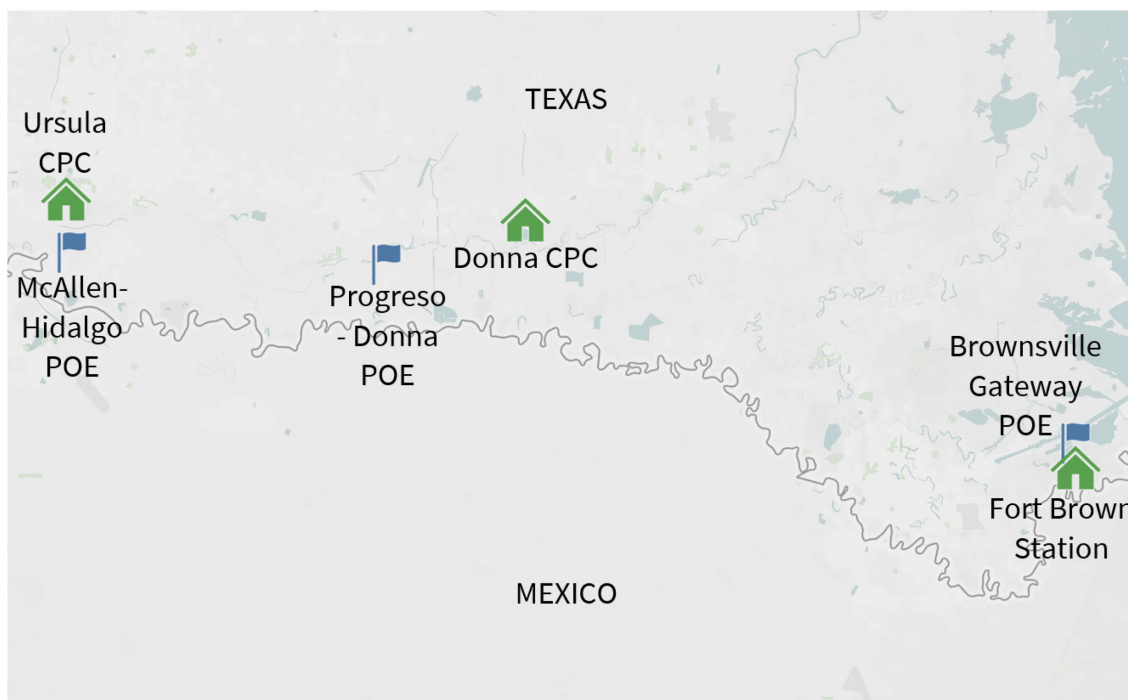 TEXAS
Ursula
CPC
Donna CPC
McAllen-
Hidalgo
POE
Progreso
- Donna
POE
Brownsville
Gateway
POE
Fort Brown
Station
MEXICO